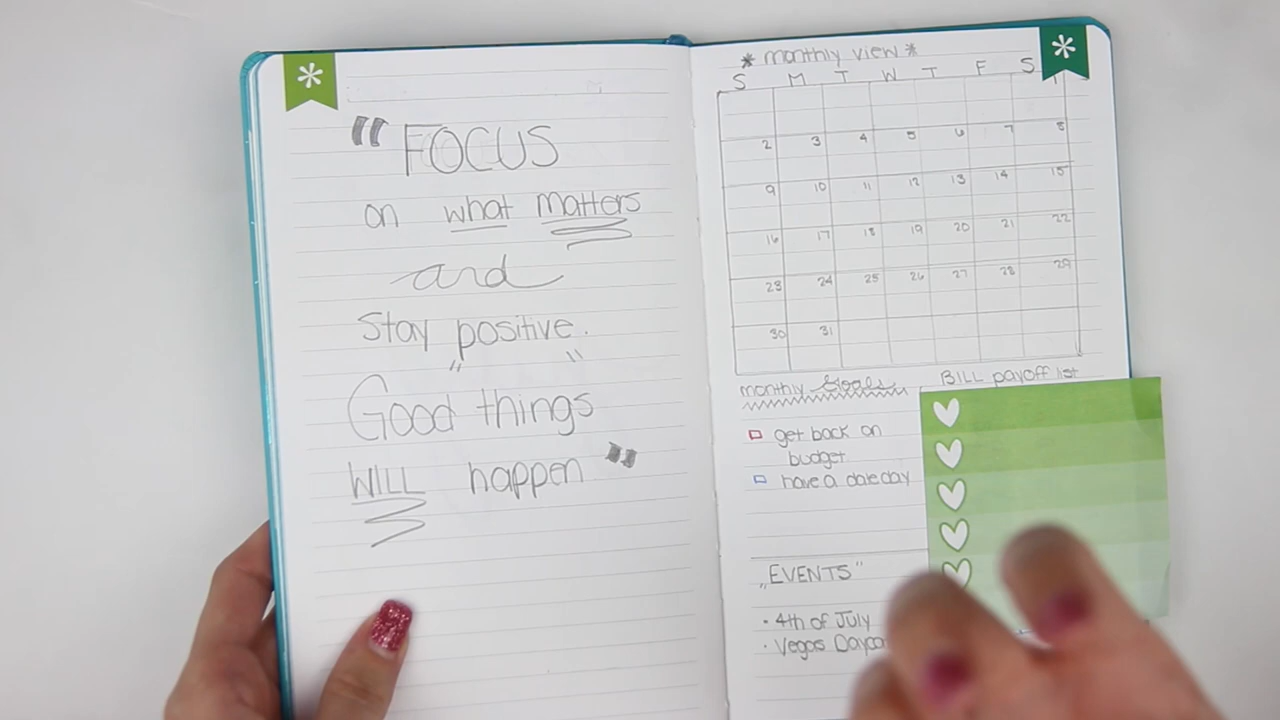 " FOCUS
on what matters
and
Stay "positive".
Good things
WILL happen "
* monthly view *
S M T W T F S
1
2 3 4 5 6 7 8
9 10 11 12 13 14 15
16 17 18 19 20 21 22
23 24 25 26 27 28 29
30 31
monthly Goals
get back on
budget
have a date day
BILL payoff list
"EVENTS"
· 4th of July
· Vegas